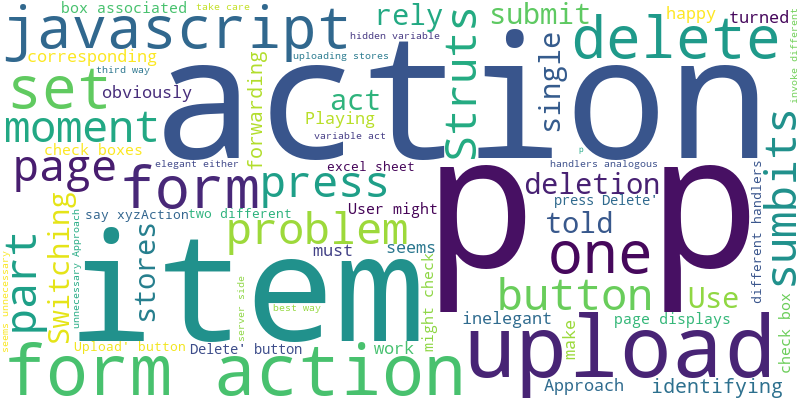 box associated
take care
javascript
rely
submit
happy
turned
corresponding
hidden variable
delete
third way
uploading stores
action
set
obviously
forwarding
act
Playing
struts
single
invoke different
moment
variable act
sumbits
check boxes
page
elegant either
excel sheet
handlers analogous
p
form
press
p p
deletion
press Delete'
say xyzAction
two different
User might
told
different handlers
unnecessary Approach
Switching
stores
problem
must
seems
one
part
item
server side
might check
button
Use
check box
seems unnecessary
best way
upload
inelegant
page displays
make
Upload' button
Delete' button
work
form action
Approach
identifying